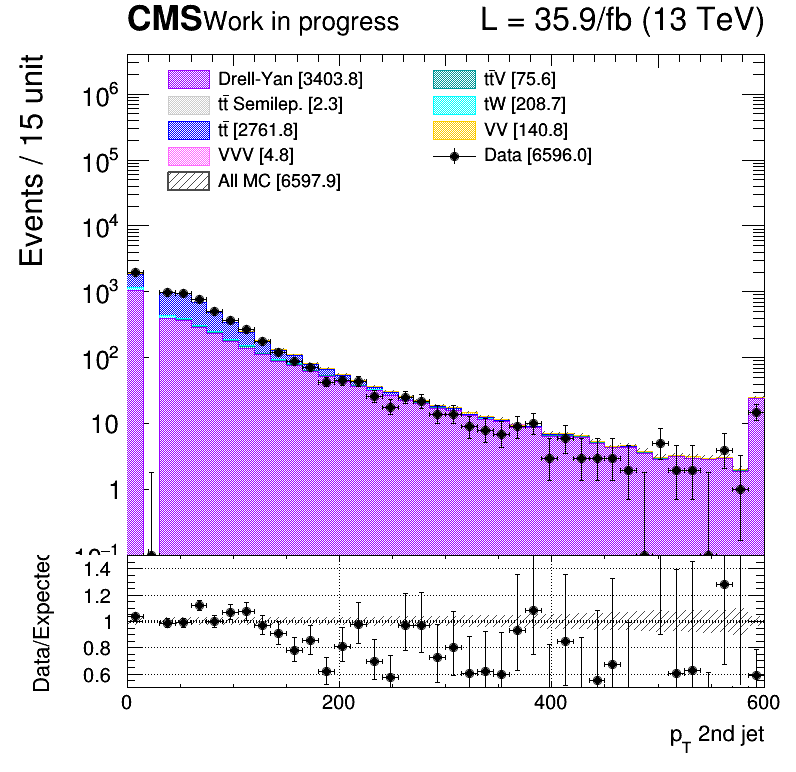 CMS Work in progress L = 35.9/fb (13 TeV)
Events / 15 unit
Drell-Yan [3403.8] tt̄V [75.6]
tt̄ Semilep. [2.3] tW [208.7]
tt̄ [2761.8] VV [140.8]
VVV [4.8] Data [6596.0]
All MC [6597.9]
10⁶
10⁵
10⁴
10³
10²
10
1
10⁻¹
Data/Expected
1.4
1.2
1
0.8
0.6
0 200 400 600
p_T 2nd jet